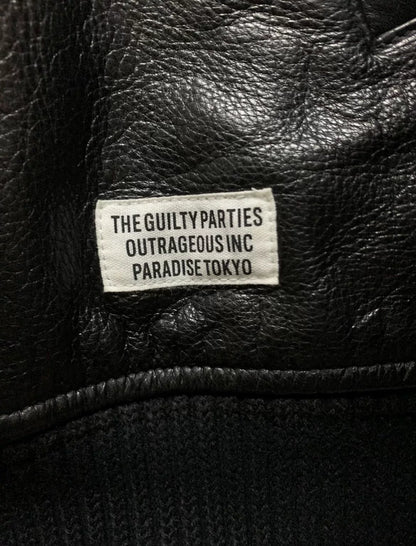 THE GUILTY PARTIES
OUTRAGEOUS INC
PARADISE TOKYO